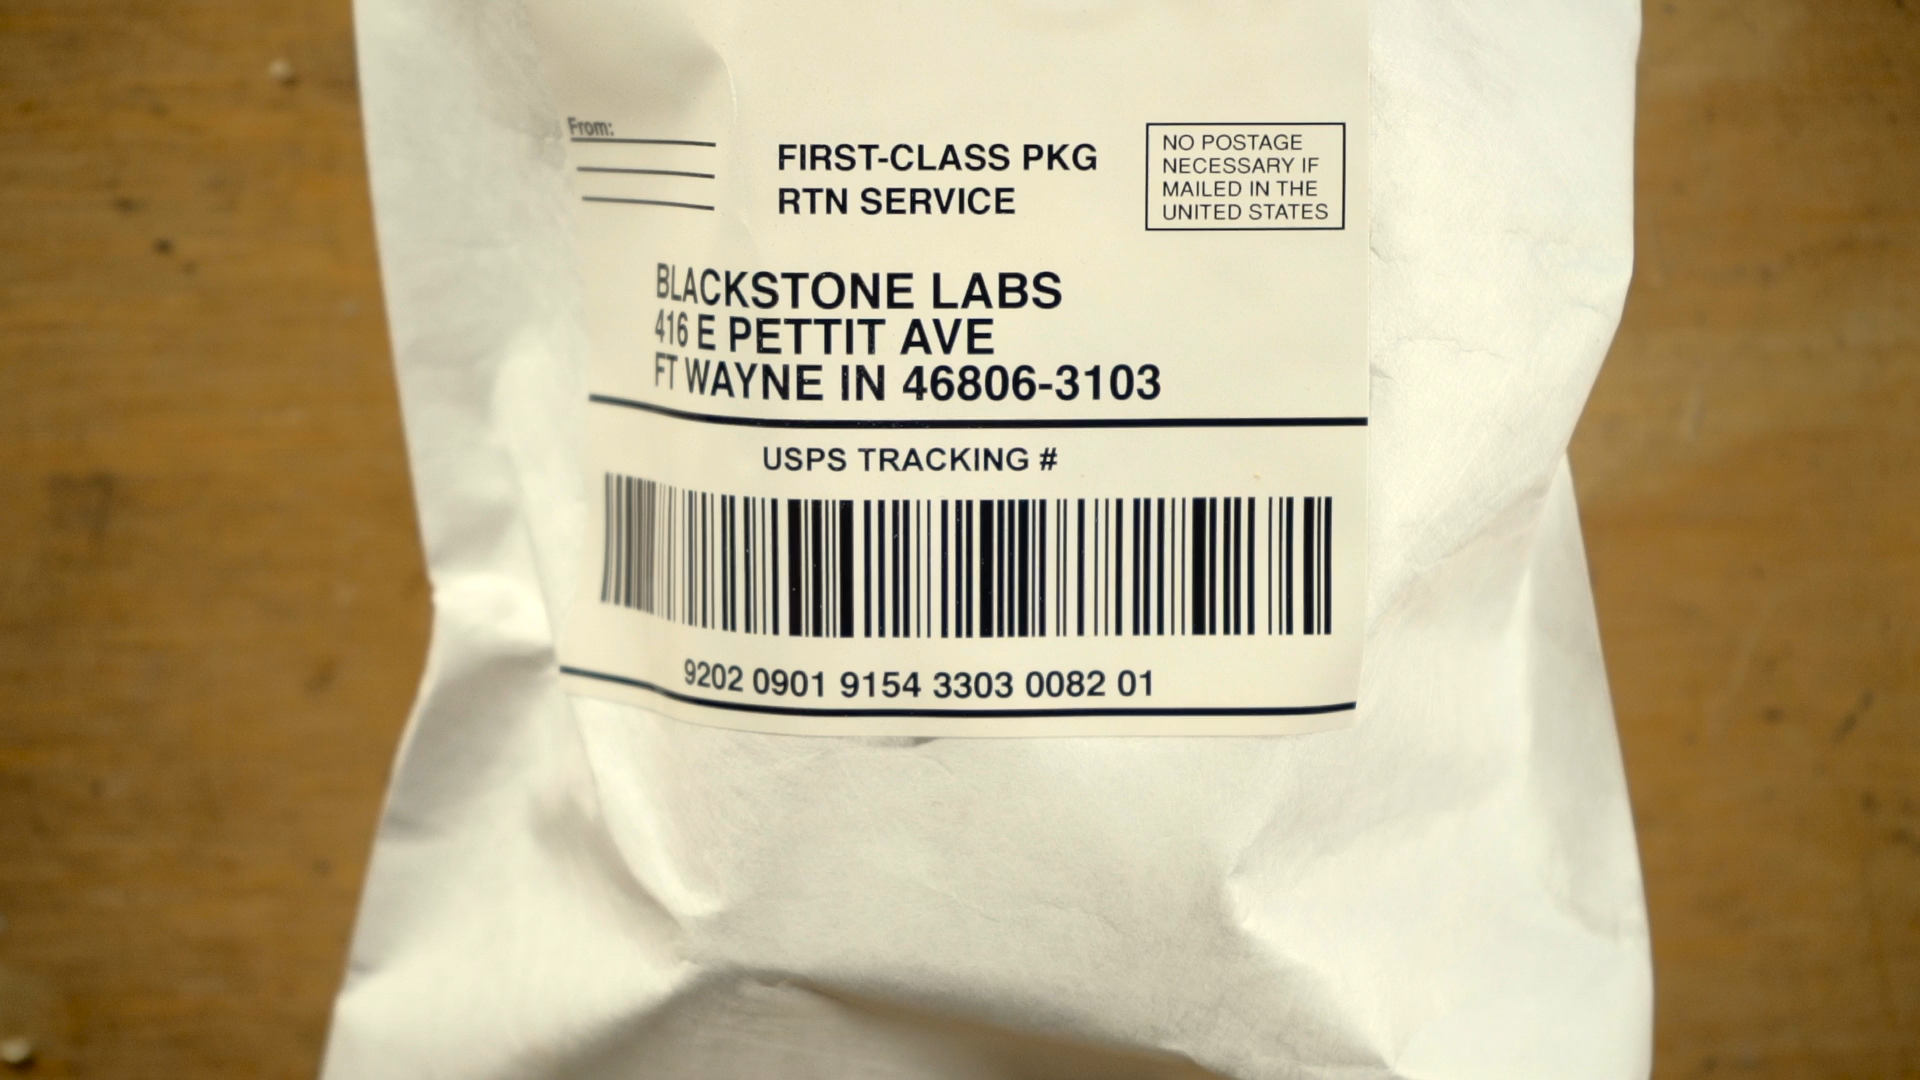 From:
FIRST-CLASS PKG
RTN SERVICE
NO POSTAGE
NECESSARY IF
MAILED IN THE
UNITED STATES
BLACKSTONE LABS
416 E PETTIT AVE
FT WAYNE IN 46806-3103
USPS TRACKING #
9202 0901 9154 3303 0082 01